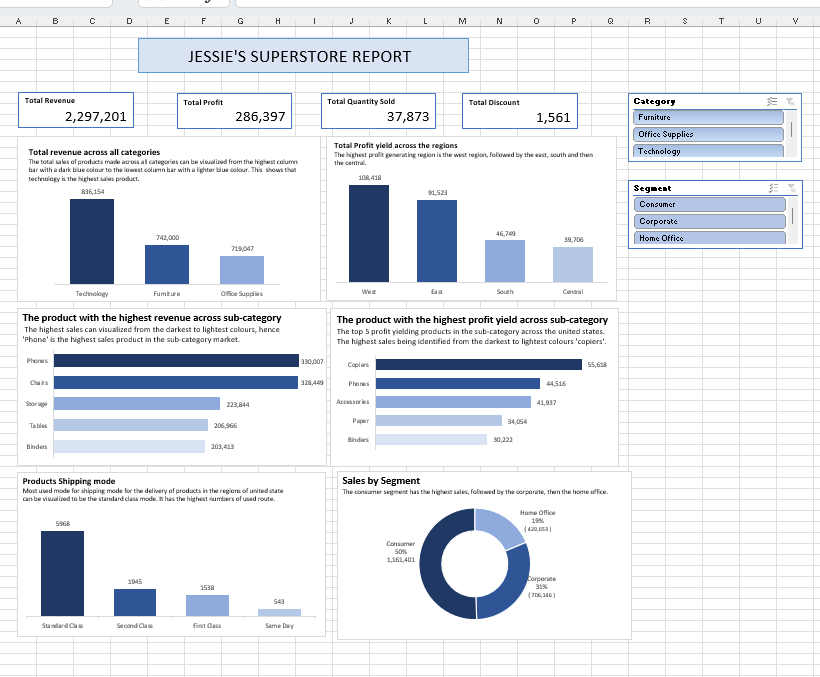 A B C D E F G H I J K L M N O P Q R S T U V
JESSIE'S SUPERSTORE REPORT
Total Revenue
2,297,201
Total Profit
286,397
Total Quantity Sold
37,873
Total Discount
1,561
Category
Furniture
Office Supplies
Technology
Segment
Consumer
Corporate
Home Office
Total revenue across all categories
The total sales of products made across all categories can be visualized from the highest column
bar with a dark blue colour to the lowest column bar with a lighter blue colour. This shows that
technology is the highest sales product.
836,154
742,000
719,047
Technology Furniture Office Supplies
Total Profit yield across the regions
The highest profit generating region is the west region, followed by the east, south and then
the central.
108,418
91,523
46,749
39,706
West East South Central
The product with the highest revenue across sub-category
The highest sales can visualized from the darkest to lightest colours, hence
'Phone' is the highest sales product in the sub-category market.
Phones 330,007
Chairs 328,449
Storage 223,844
Tables 206,966
Binders 203,413
The product with the highest profit yield across sub-category
The top 5 profit yielding products in the sub-category across the united states.
The highest sales being identified from the darkest to lightest colours 'copiers'.
Copiers 55,618
Phones 44,516
Accessories 41,937
Paper 34,054
Binders 30,222
Products Shipping mode
Most used mode for shipping mode for the delivery of products in the regions of united state
can be visualized to be the standard class mode. It has the highest numbers of used route.
5968
1945
1538
543
Standard Class Second Class First Class Same Day
Sales by Segment
The consumer segment has the highest sales, followed by the corporate, then the home office.
Home Office
19%
( 429,653 )
Consumer
50%
1,161,401
Corporate
31%
( 706,146 )